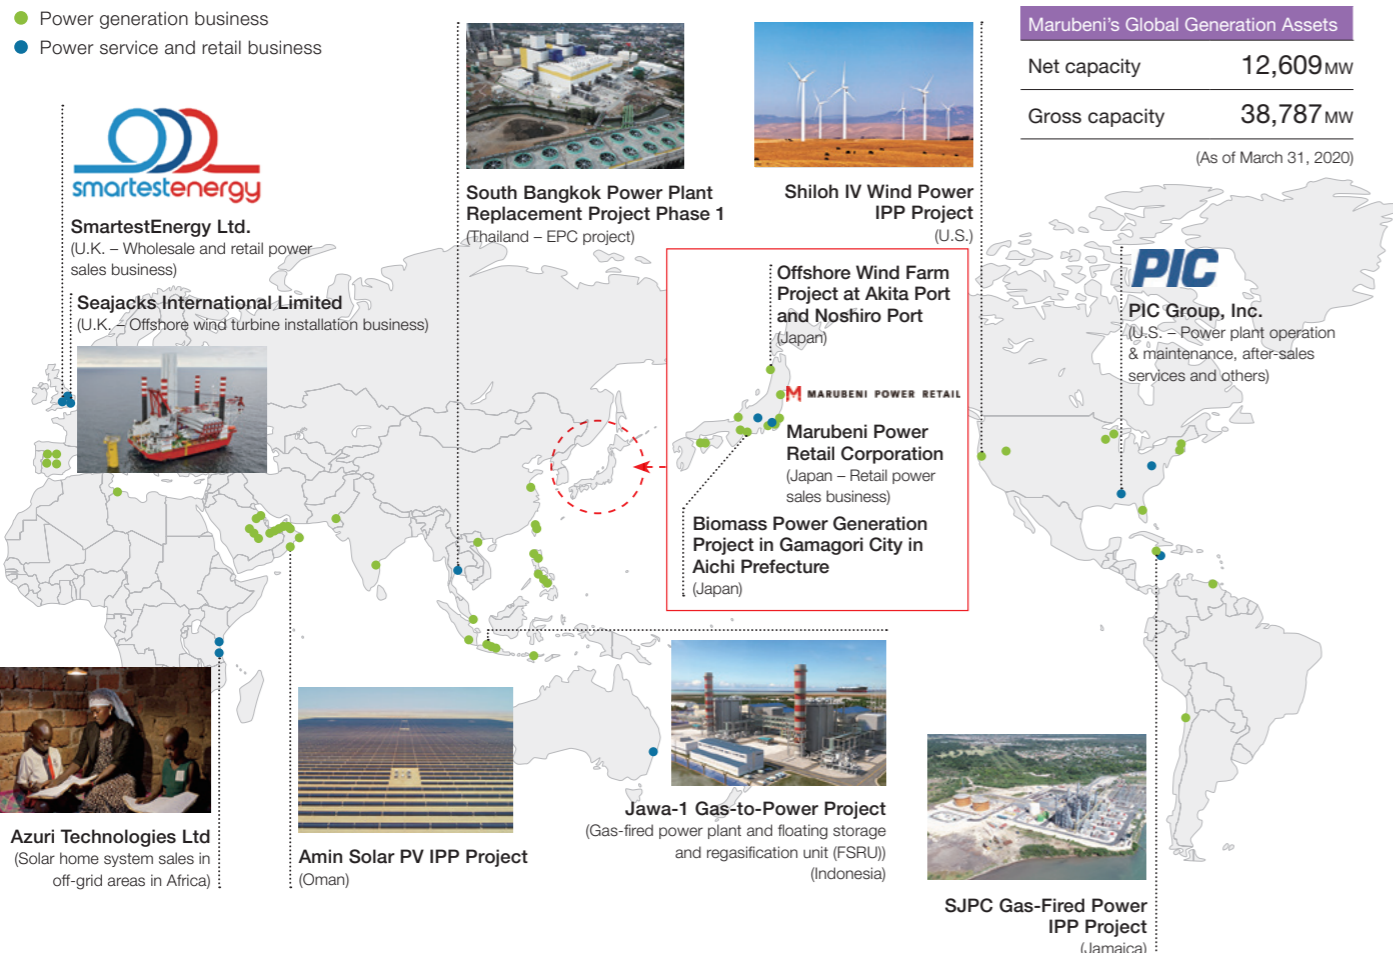 Power generation business
Power service and retail business
Marubeni's Global Generation Assets
Net capacity 12,609 MW
Gross capacity 38,787 MW
(As of March 31, 2020)
smartestenergy
SmartestEnergy Ltd.
(U.K. – Wholesale and retail power
sales business)
Seajacks International Limited
(U.K. – Offshore wind turbine installation business)
South Bangkok Power Plant
Replacement Project Phase 1
(Thailand – EPC project)
Shiloh IV Wind Power
IPP Project
(U.S.)
Offshore Wind Farm
Project at Akita Port
and Noshiro Port
(Japan)
MARUBENI POWER RETAIL
Marubeni Power
Retail Corporation
(Japan – Retail power
sales business)
Biomass Power Generation
Project in Gamagori City in
Aichi Prefecture
(Japan)
PIC
PIC Group, Inc.
(U.S. – Power plant operation
& maintenance, after-sales
services and others)
Azuri Technologies Ltd
(Solar home system sales in
off-grid areas in Africa)
Amin Solar PV IPP Project
(Oman)
Jawa-1 Gas-to-Power Project
(Gas-fired power plant and floating storage
and regasification unit (FSRU))
(Indonesia)
SJPC Gas-Fired Power
IPP Project
(Jamaica)